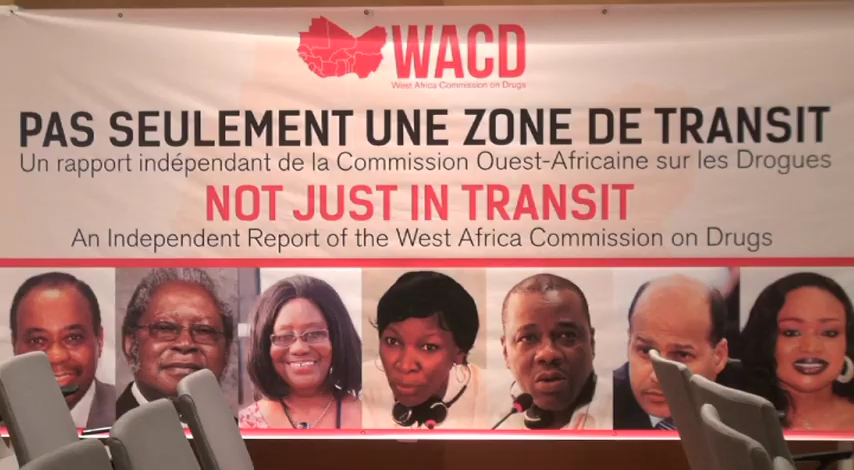 WACD
West Africa Commission on Drugs
PAS SEULEMENT UNE ZONE DE TRANSIT
Un rapport indépendant de la Commission Ouest-Africaine sur les Drogues
NOT JUST IN TRANSIT
An Independent Report of the West Africa Commission on Drugs